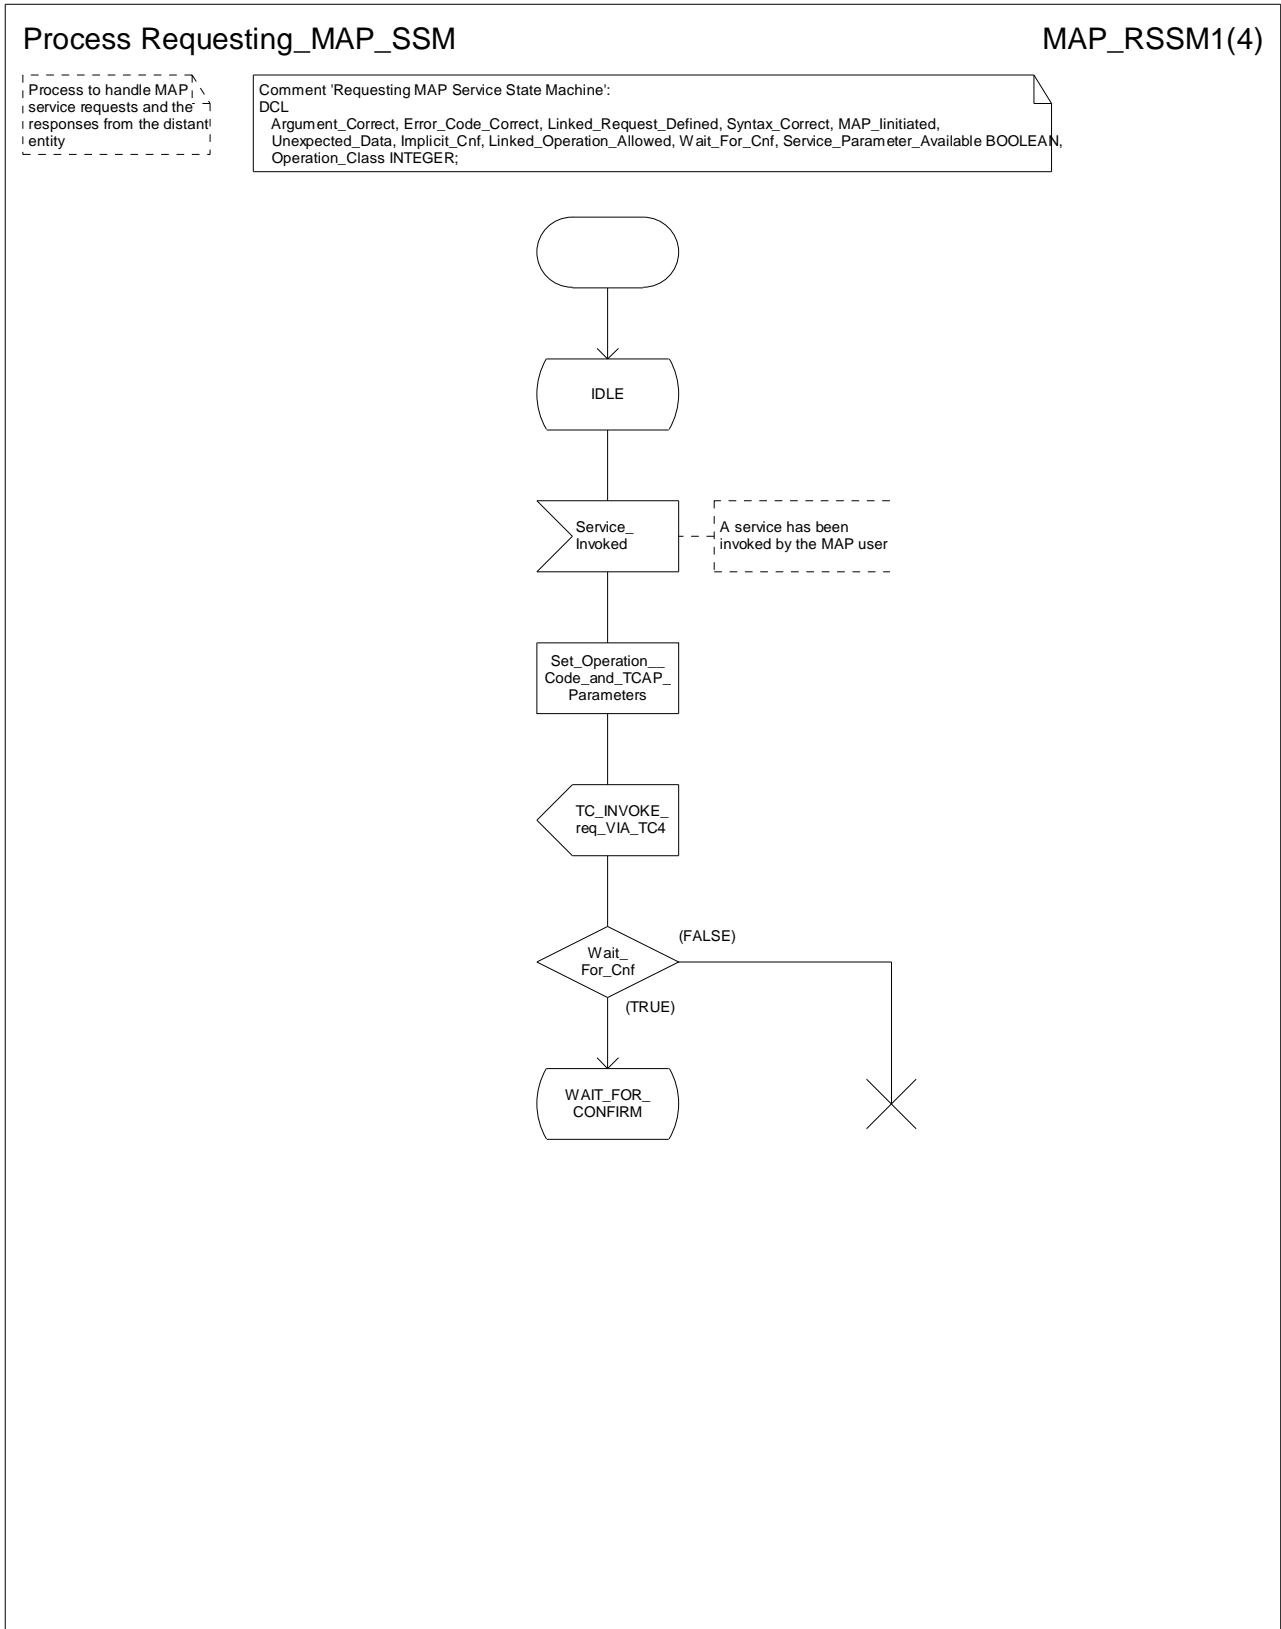 Process Requesting_MAP_SSM
MAP_RSSM1(4)
Process to handle MAP
service requests and the
responses from the distant
entity
Comment 'Requesting MAP Service State Machine':
DCL
Argument_Correct, Error_Code_Correct, Linked_Request_Defined, Syntax_Correct, MAP_Iinitiated,
Unexpected_Data, Implicit_Cnf, Linked_Operation_Allowed, Wait_For_Cnf, Service_Parameter_Available BOOLEAN,
Operation_Class INTEGER;
IDLE
Service_
Invoked
A service has been
invoked by the MAP user
Set_Operation__
Code_and_TCAP_
Parameters
TC_INVOKE_
req_VIA_TC4
Wait_
For_Cnf
(FALSE)
(TRUE)
WAIT_FOR_
CONFIRM